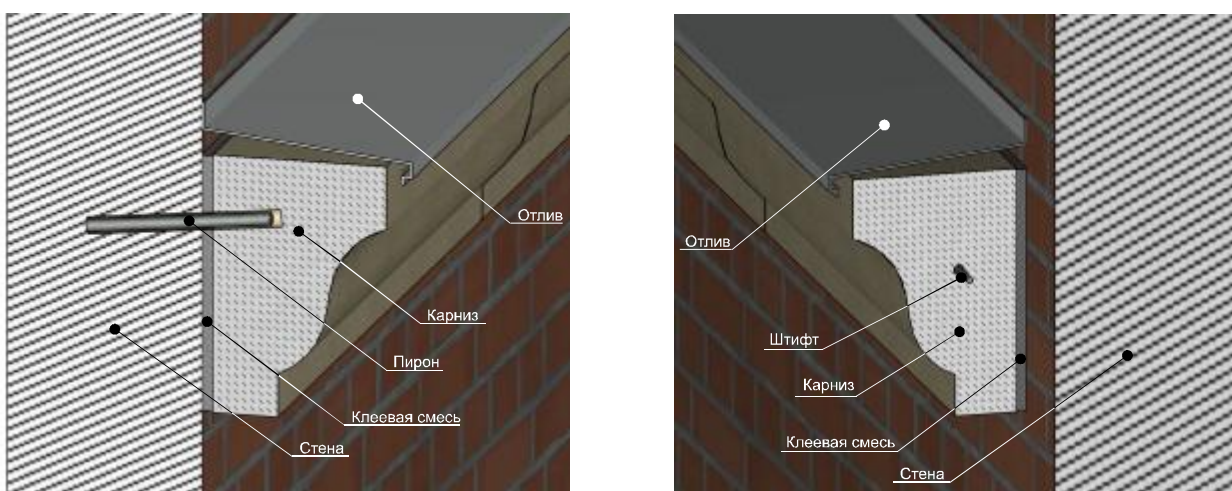 Отлив
Карниз
Пирон
Клеевая смесь
Стена
Отлив
Штифт
Карниз
Клеевая смесь
Стена